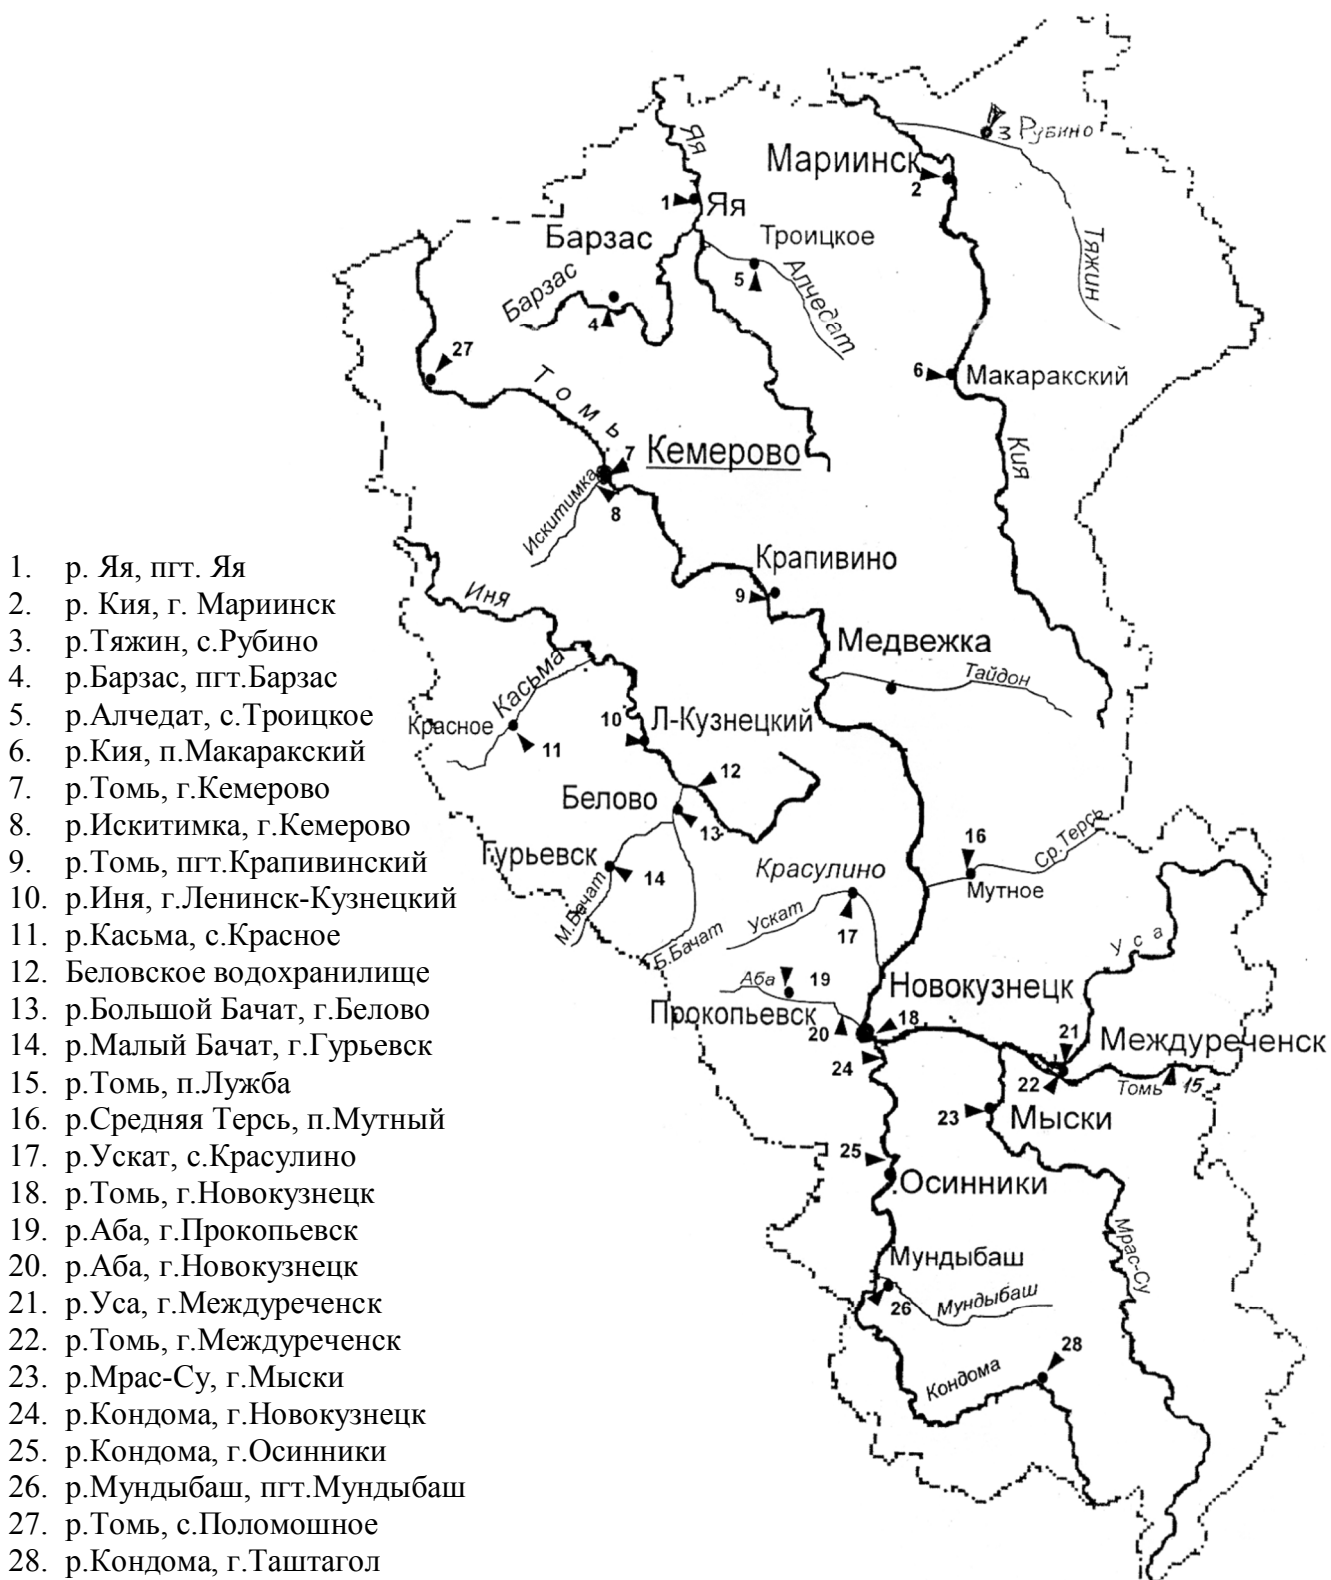 Яя
3 Рубино
Мариинск
2
1
Яя
Барзас
Троицкое
Тяжин
Барзас
5
Алчедат
4
27
Томь
6
Макаракский
Кия
7
Кемерово
Искитимка
8
Иня
Крапивино
9
Медвежка
Тайдон
Касьма
Красное
11
10
Л-Кузнецкий
12
Белово
13
16
Ср.Терсь
Гурьевск
14
Красулино
Мутное
М.Бачат
Б.Бачат
Ускат
17
Уса
Аба
19
Новокузнецк
Прокопьевск
20
18
21
Междуреченск
24
22
Томь
15
23
Мыски
25
Осинники
Мрас-Су
Мундыбаш
26
Мундыбаш
28
Кондома
1. р. Яя, пгт. Яя
2. р. Кия, г. Мариинск
3. р.Тяжин, с.Рубино
4. р.Барзас, пгт.Барзас
5. р.Алчедат, с.Троицкое
6. р.Кия, п.Макаракский
7. р.Томь, г.Кемерово
8. р.Искитимка, г.Кемерово
9. р.Томь, пгт.Крапивинский
10. р.Иня, г.Ленинск-Кузнецкий
11. р.Касьма, с.Красное
12. Беловское водохранилище
13. р.Большой Бачат, г.Белово
14. р.Малый Бачат, г.Гурьевск
15. р.Томь, п.Лужба
16. р.Средняя Терсь, п.Мутный
17. р.Ускат, с.Красулино
18. р.Томь, г.Новокузнецк
19. р.Аба, г.Прокопьевск
20. р.Аба, г.Новокузнецк
21. р.Уса, г.Междуреченск
22. р.Томь, г.Междуреченск
23. р.Мрас-Су, г.Мыски
24. р.Кондома, г.Новокузнецк
25. р.Кондома, г.Осинники
26. р.Мундыбаш, пгт.Мундыбаш
27. р.Томь, с.Поломошное
28. р.Кондома, г.Таштагол